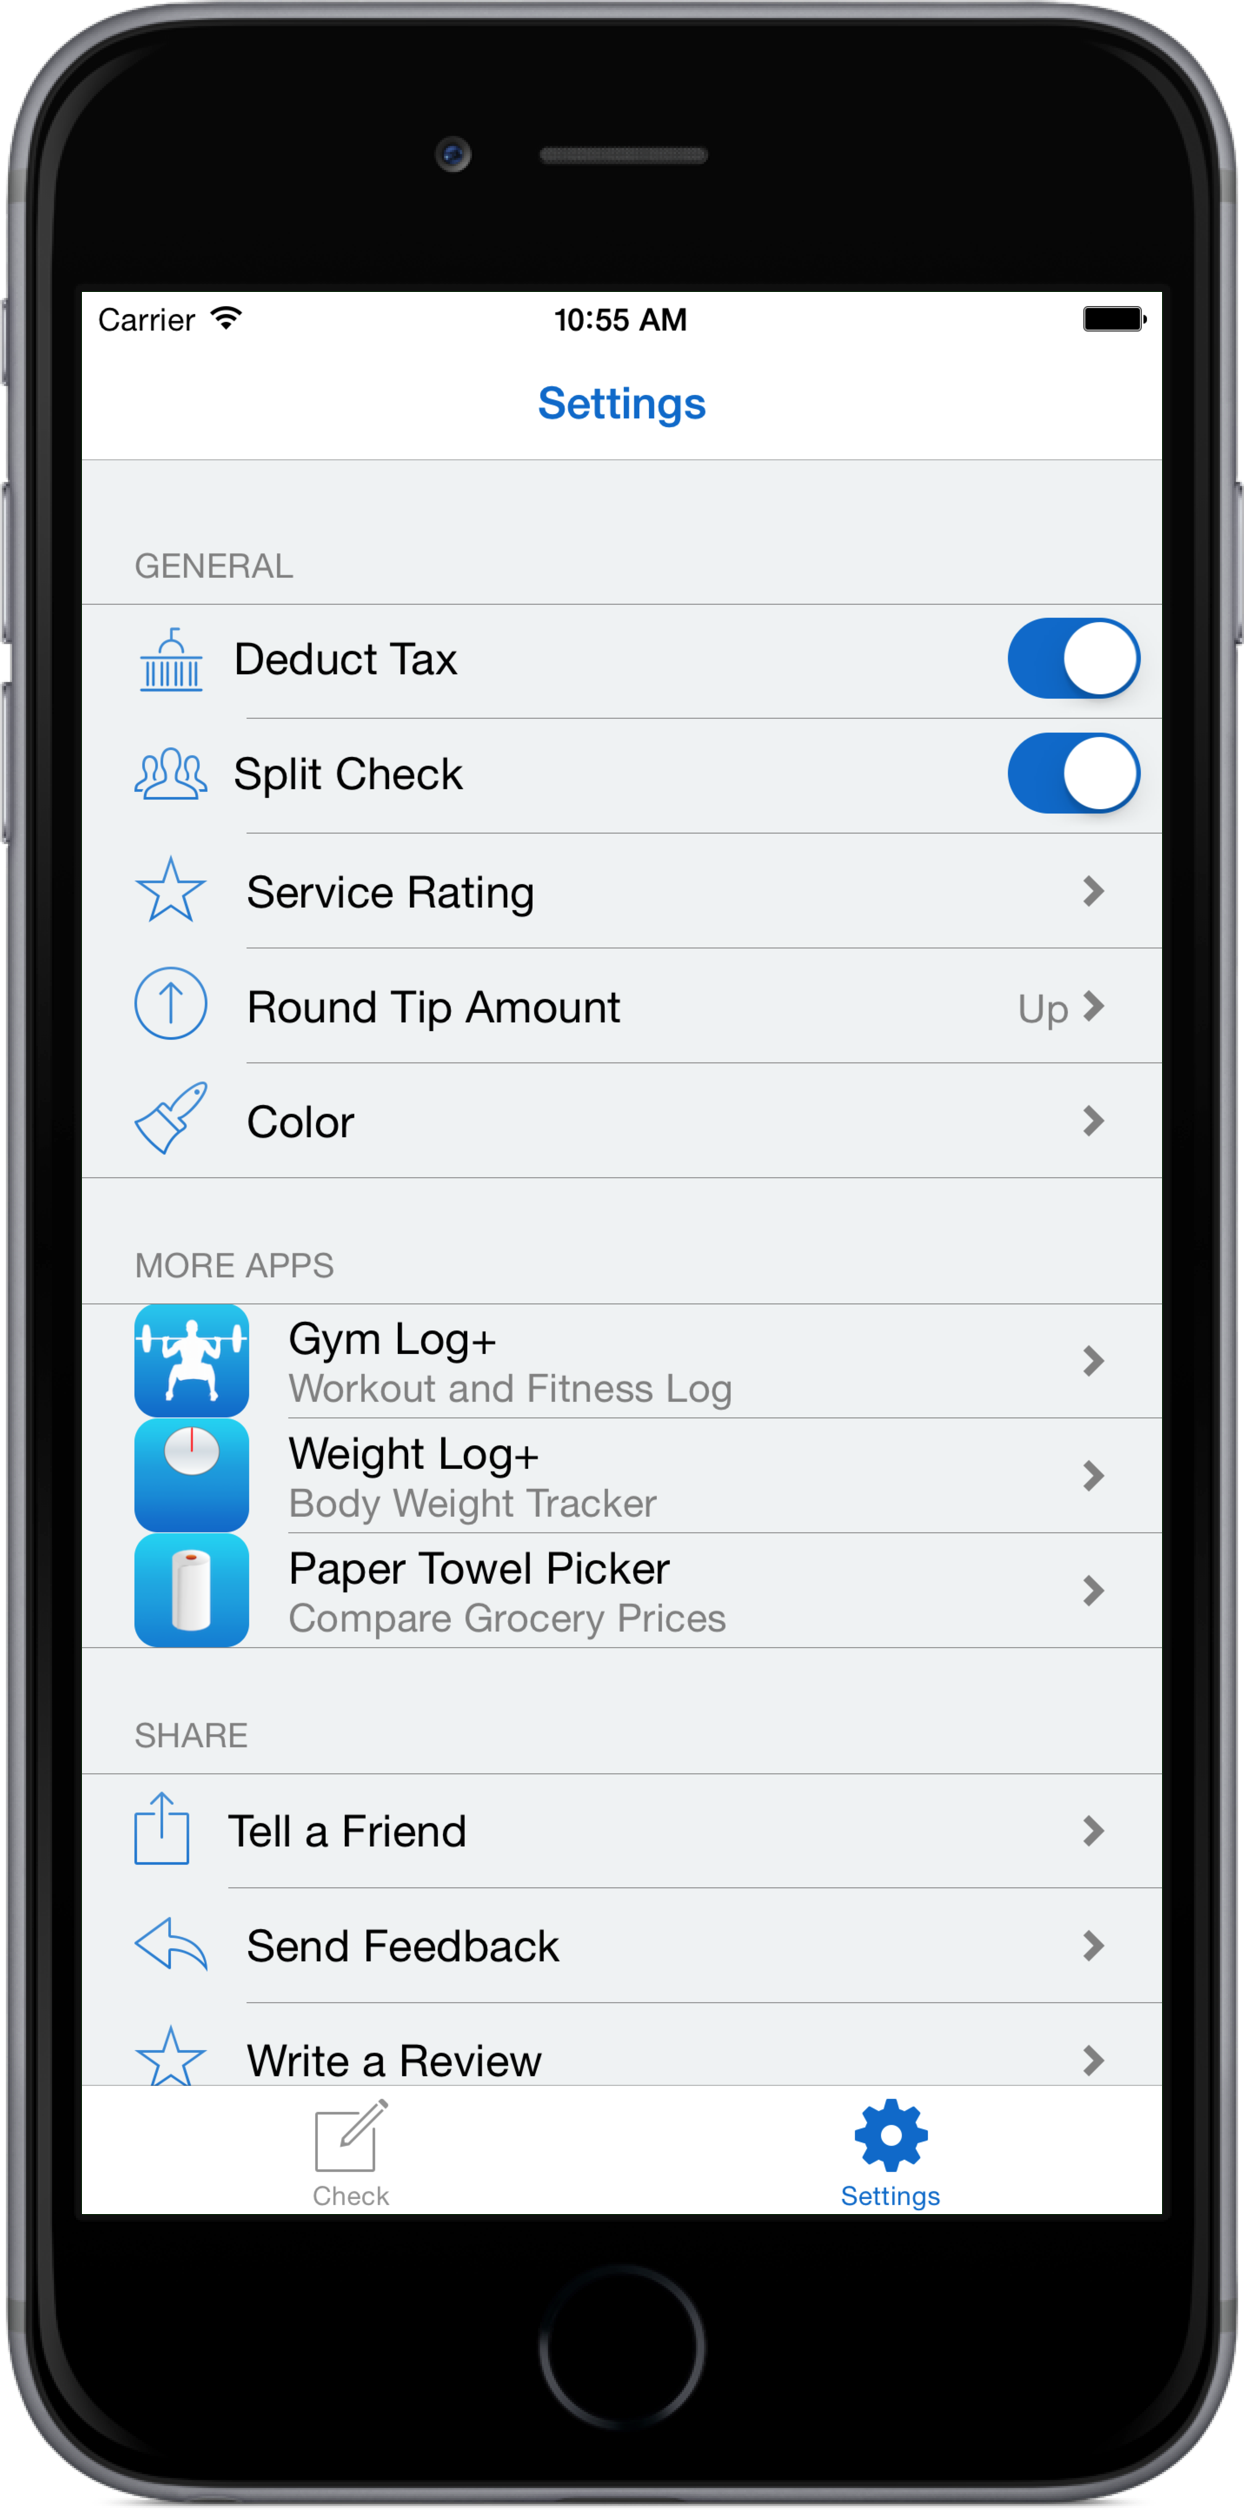 Carrier
10:55 AM
Settings
GENERAL
Deduct Tax
Split Check
Service Rating
Round Tip Amount
Up
Color
MORE APPS
Gym Log+
Workout and Fitness Log
Weight Log+
Body Weight Tracker
Paper Towel Picker
Compare Grocery Prices
SHARE
Tell a Friend
Send Feedback
Write a Review
Check
Settings